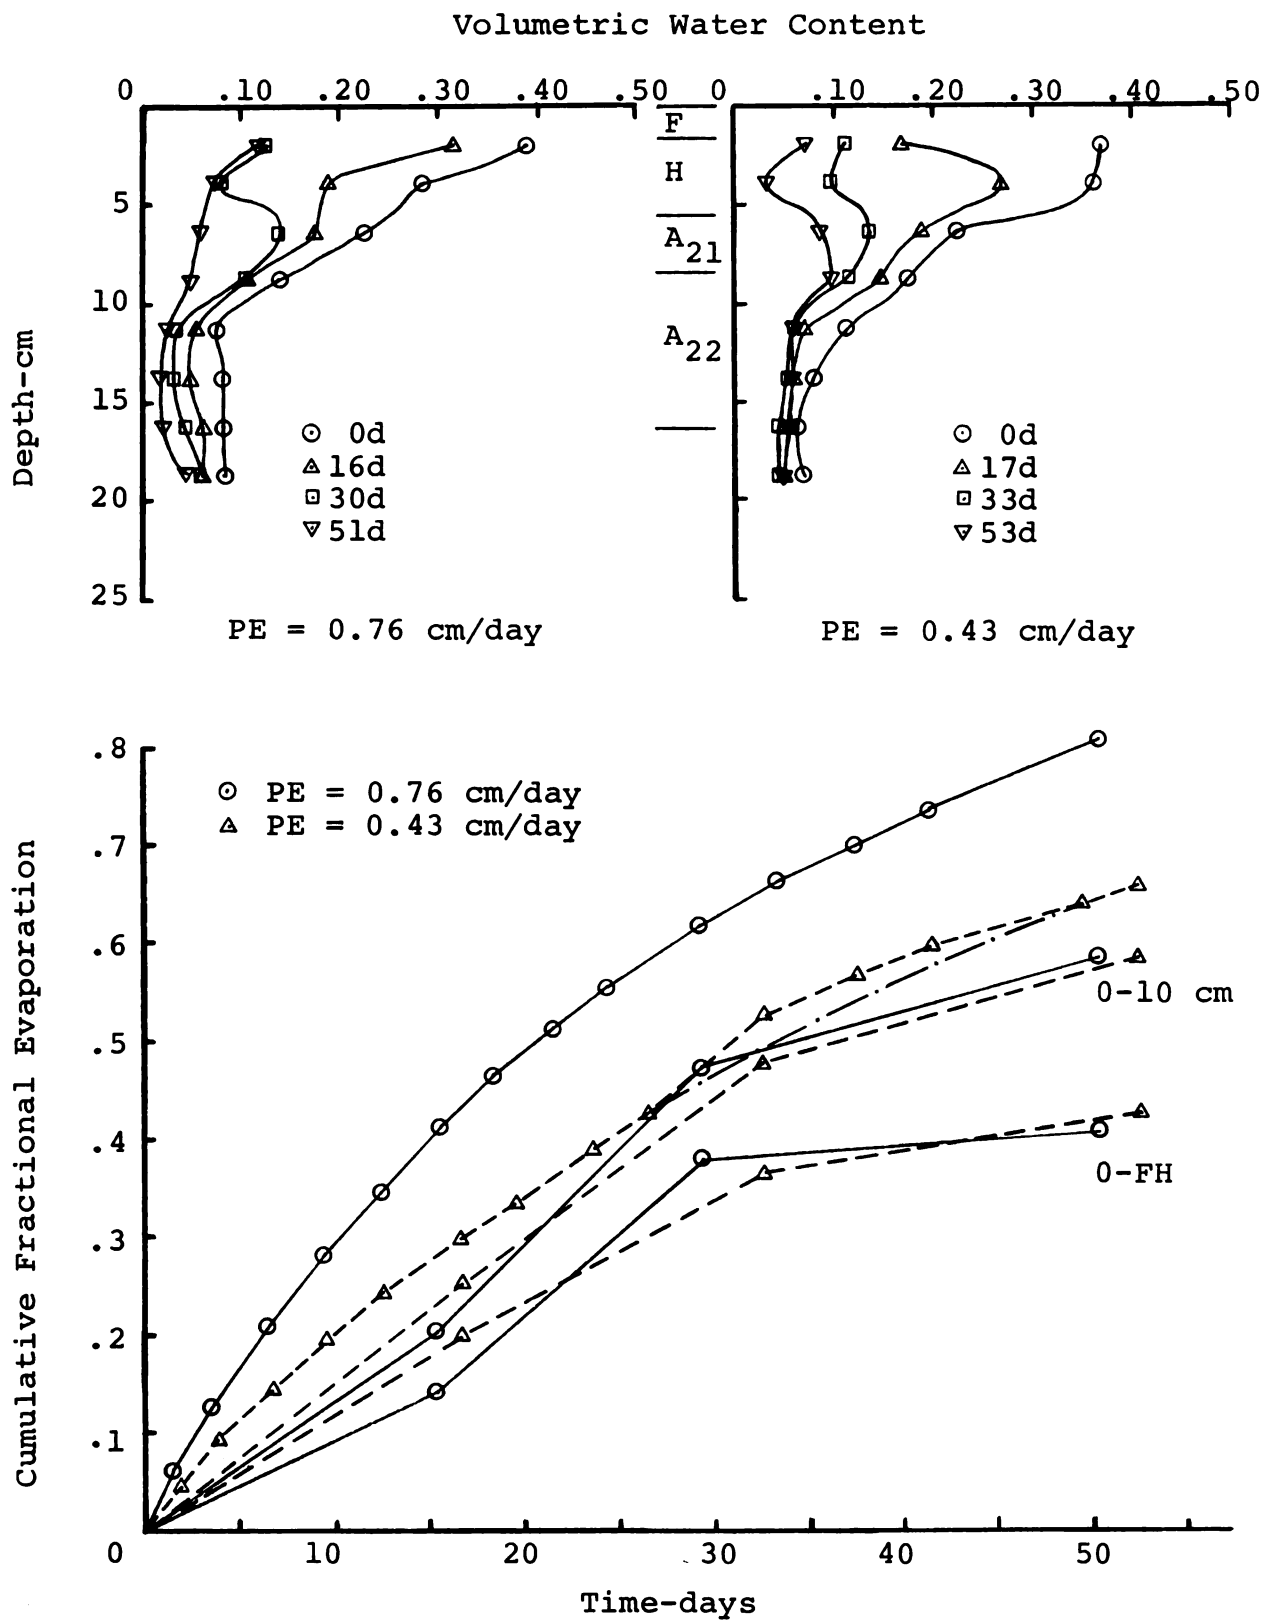 Volumetric Water Content
0 .10 .20 .30 .40 .50
0 .10 .20 .30 .40 .50
0
5
10
15
20
25
Depth-cm
F
H
A21
A22
0d
16d
30d
51d
0d
17d
33d
53d
PE = 0.76 cm/day
PE = 0.43 cm/day
.8
.7
.6
.5
.4
.3
.2
.1
Cumulative Fractional Evaporation
PE = 0.76 cm/day
PE = 0.43 cm/day
0-10 cm
0-FH
0 10 20 30 40 50
Time-days